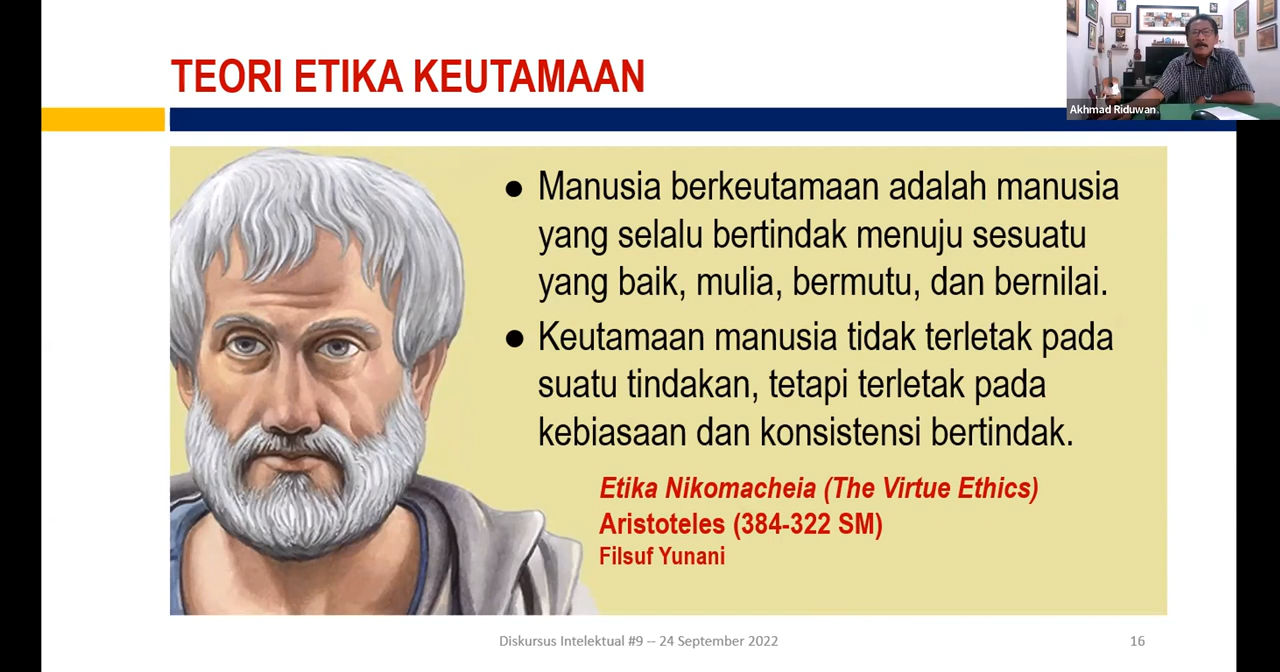 TEORI ETIKA KEUTAMAAN
Akhmad Riduwan
● Manusia berkeutamaan adalah manusia
yang selalu bertindak menuju sesuatu
yang baik, mulia, bermutu, dan bernilai.
● Keutamaan manusia tidak terletak pada
suatu tindakan, tetapi terletak pada
kebiasaan dan konsistensi bertindak.
Etika Nikomacheia (The Virtue Ethics)
Aristoteles (384-322 SM)
Filsuf Yunani
Diskursus Intelektual #9 -- 24 September 2022
16